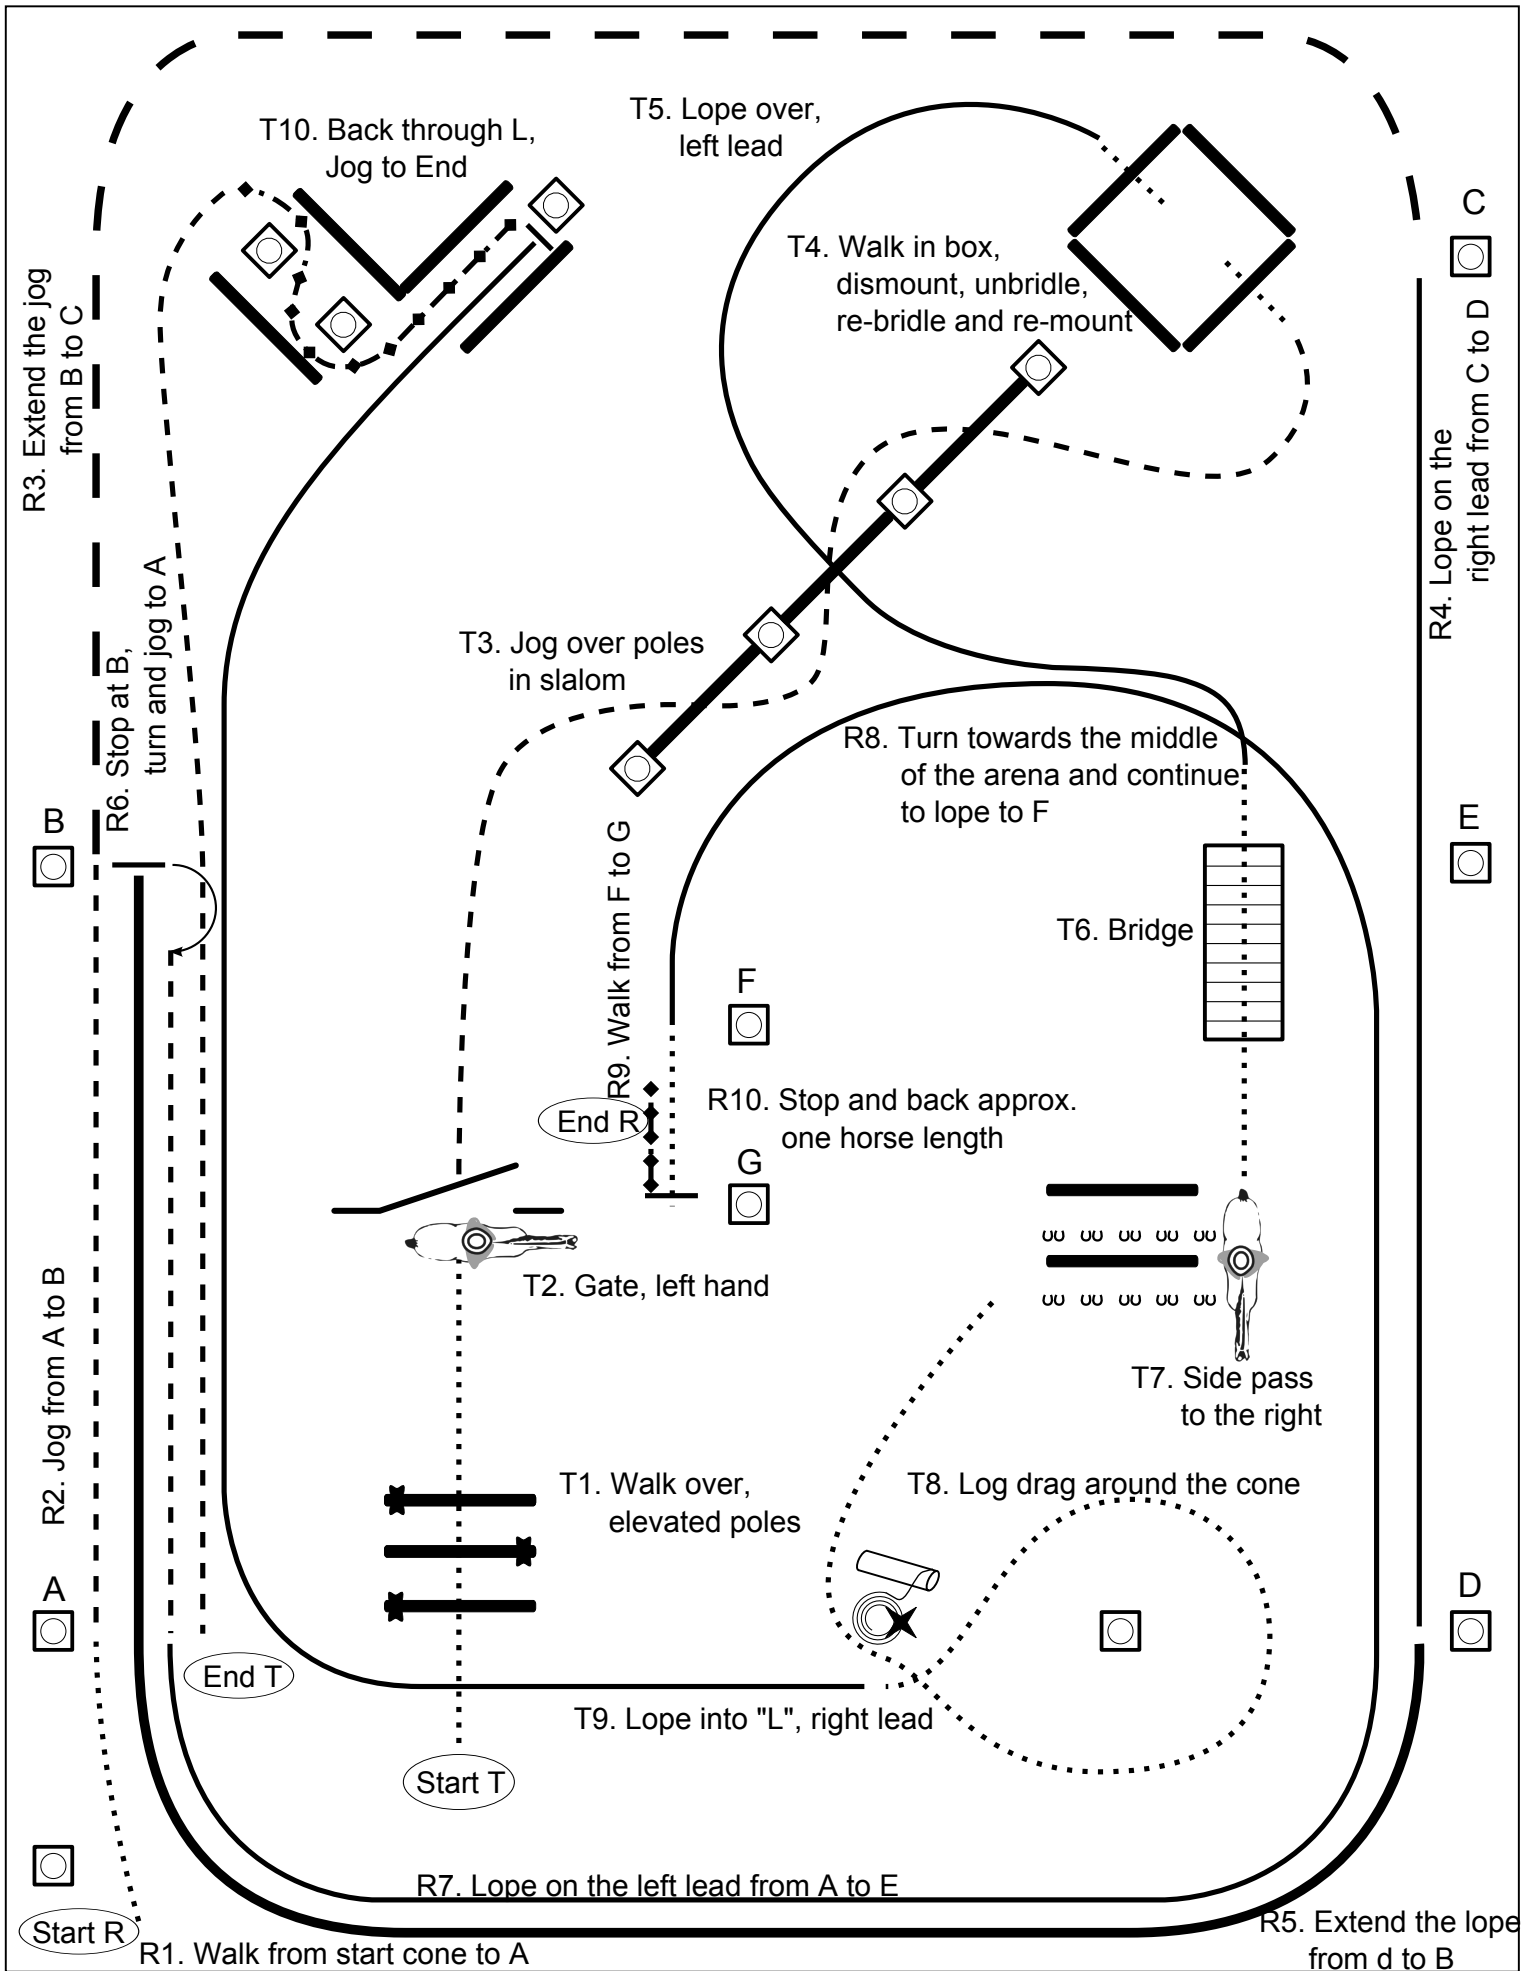 T10. Back through L,
Jog to End
T5. Lope over,
left lead
C
T4. Walk in box,
dismount, unbridle,
re-bridle and re-mount
R3. Extend the jog
from B to C
R4. Lope on the
right lead from C to D
R6. Stop at B,
turn and jog to A
T3. Jog over poles
in slalom
R8. Turn towards the middle
of the arena and continue
to lope to F
B
E
R9. Walk from F to G
T6. Bridge
F
End R
R10. Stop and back approx.
one horse length
G
T2. Gate, left hand
R2. Jog from A to B
T7. Side pass
to the right
T1. Walk over,
elevated poles
T8. Log drag around the cone
A
D
End T
T9. Lope into "L", right lead
Start T
R7. Lope on the left lead from A to E
Start R
R1. Walk from start cone to A
R5. Extend the lope
from d to B